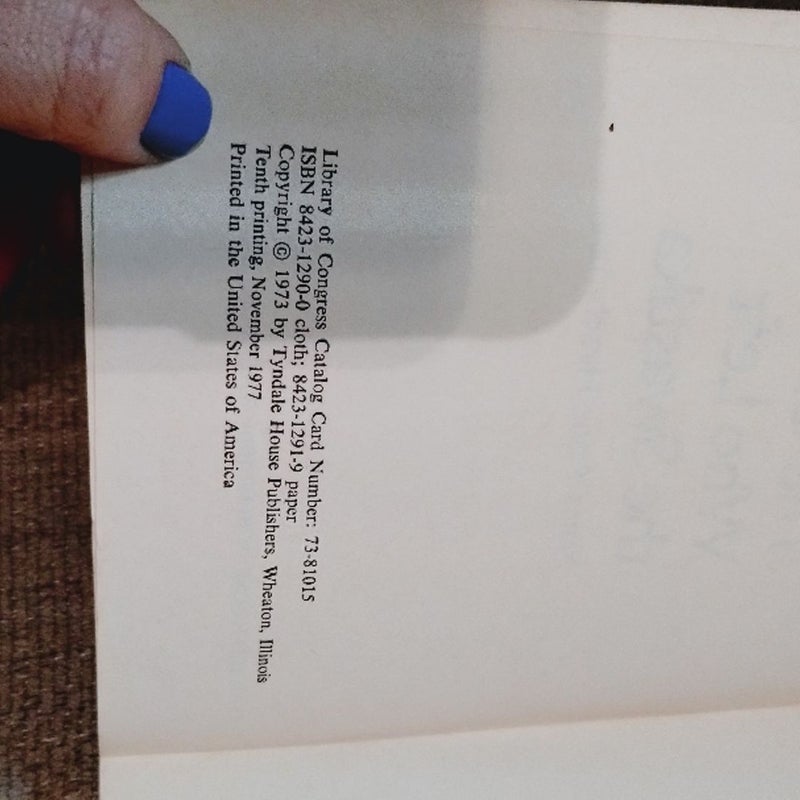 Library of Congress Catalog Card Number: 73-81015
ISBN 8423-1290-0 cloth; 8423-1291-9 paper
Copyright © 1973 by Tyndale House Publishers, Wheaton, Illinois
Tenth printing, November 1977
Printed in the United States of America